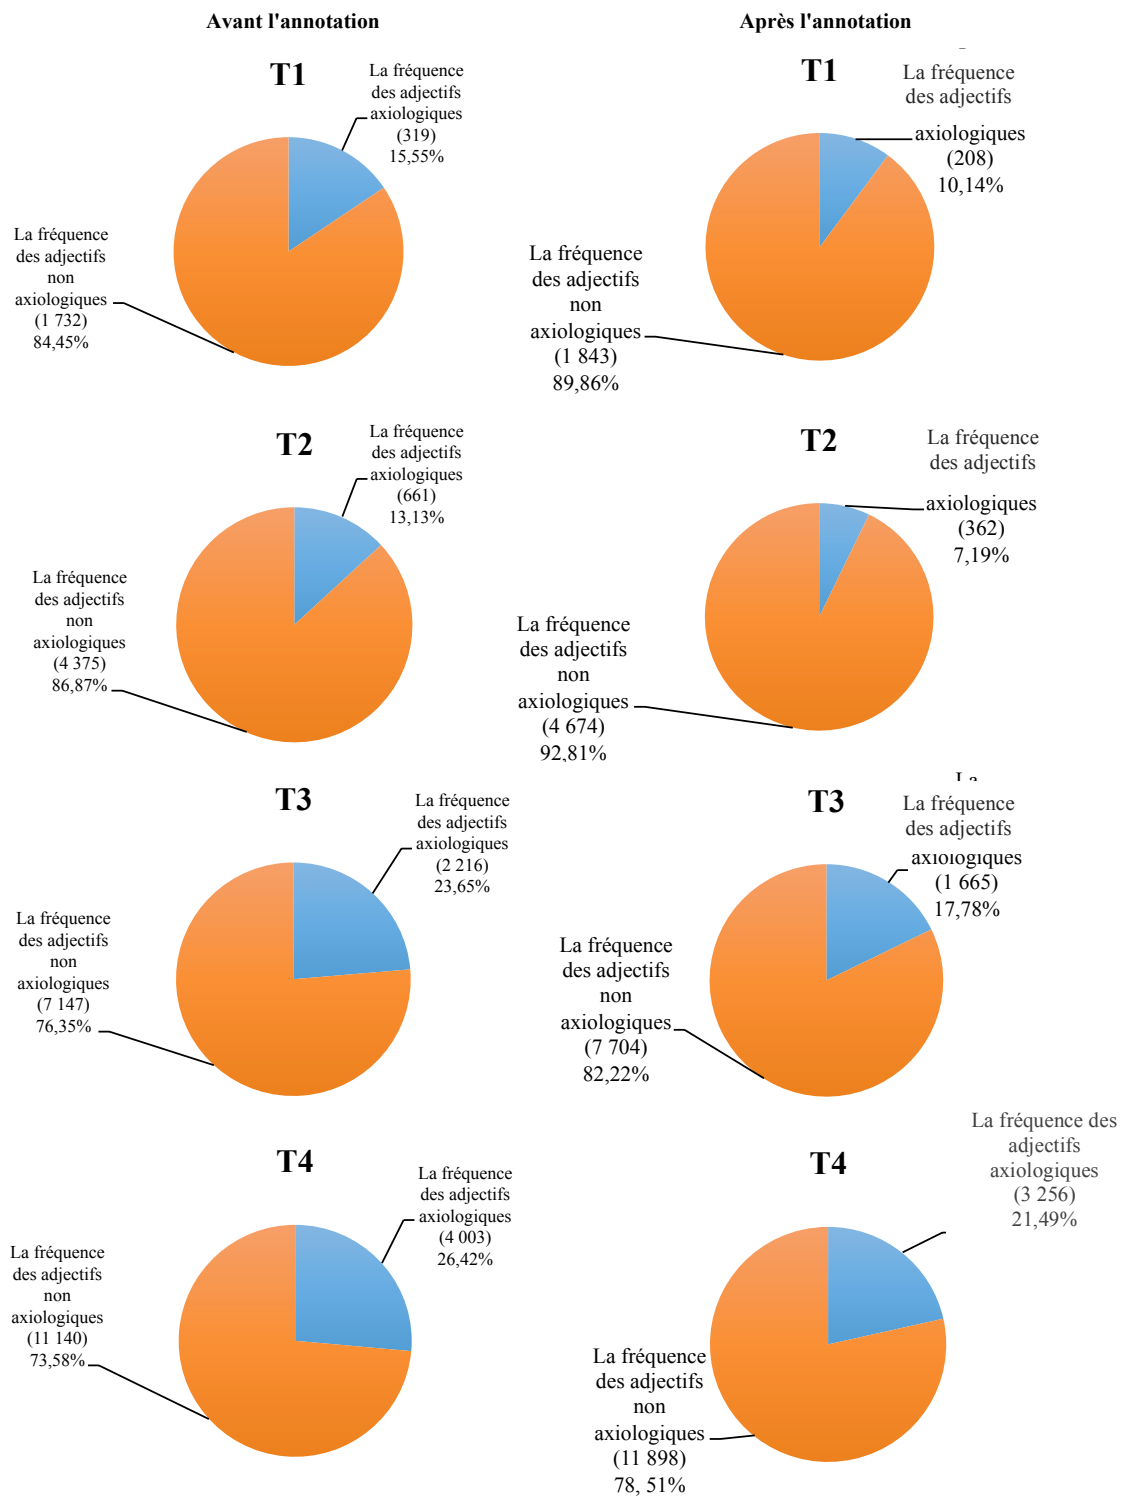 Avant l'annotation
Après l'annotation
T1
La fréquence
des adjectifs
axiologiques
(319)
15,55%
La fréquence
des adjectifs
non
axiologiques
(1 732)
84,45%
T1
La fréquence
des adjectifs
axiologiques
(208)
10,14%
La fréquence
des adjectifs
non
axiologiques
(1 843)
89,86%
T2
La fréquence
des adjectifs
axiologiques
(661)
13,13%
La fréquence
des adjectifs
non
axiologiques
(4 375)
86,87%
T2
La fréquence
des adjectifs
axiologiques
(362)
7,19%
La fréquence
des adjectifs
non
axiologiques
(4 674)
92,81%
T3
La fréquence
des adjectifs
axiologiques
(2 216)
23,65%
La fréquence
des adjectifs
non
axiologiques
(7 147)
76,35%
T3
La
La fréquence
des adjectifs
axiologiques
(1 665)
17,78%
La fréquence
des adjectifs
non
axiologiques
(7 704)
82,22%
T4
La fréquence
des adjectifs
axiologiques
(4 003)
26,42%
La fréquence
des adjectifs
non
axiologiques
(11 140)
73,58%
T4
La fréquence des
adjectifs
axiologiques
(3 256)
21,49%
La fréquence
des adjectifs
non
axiologiques
(11 898)
78, 51%